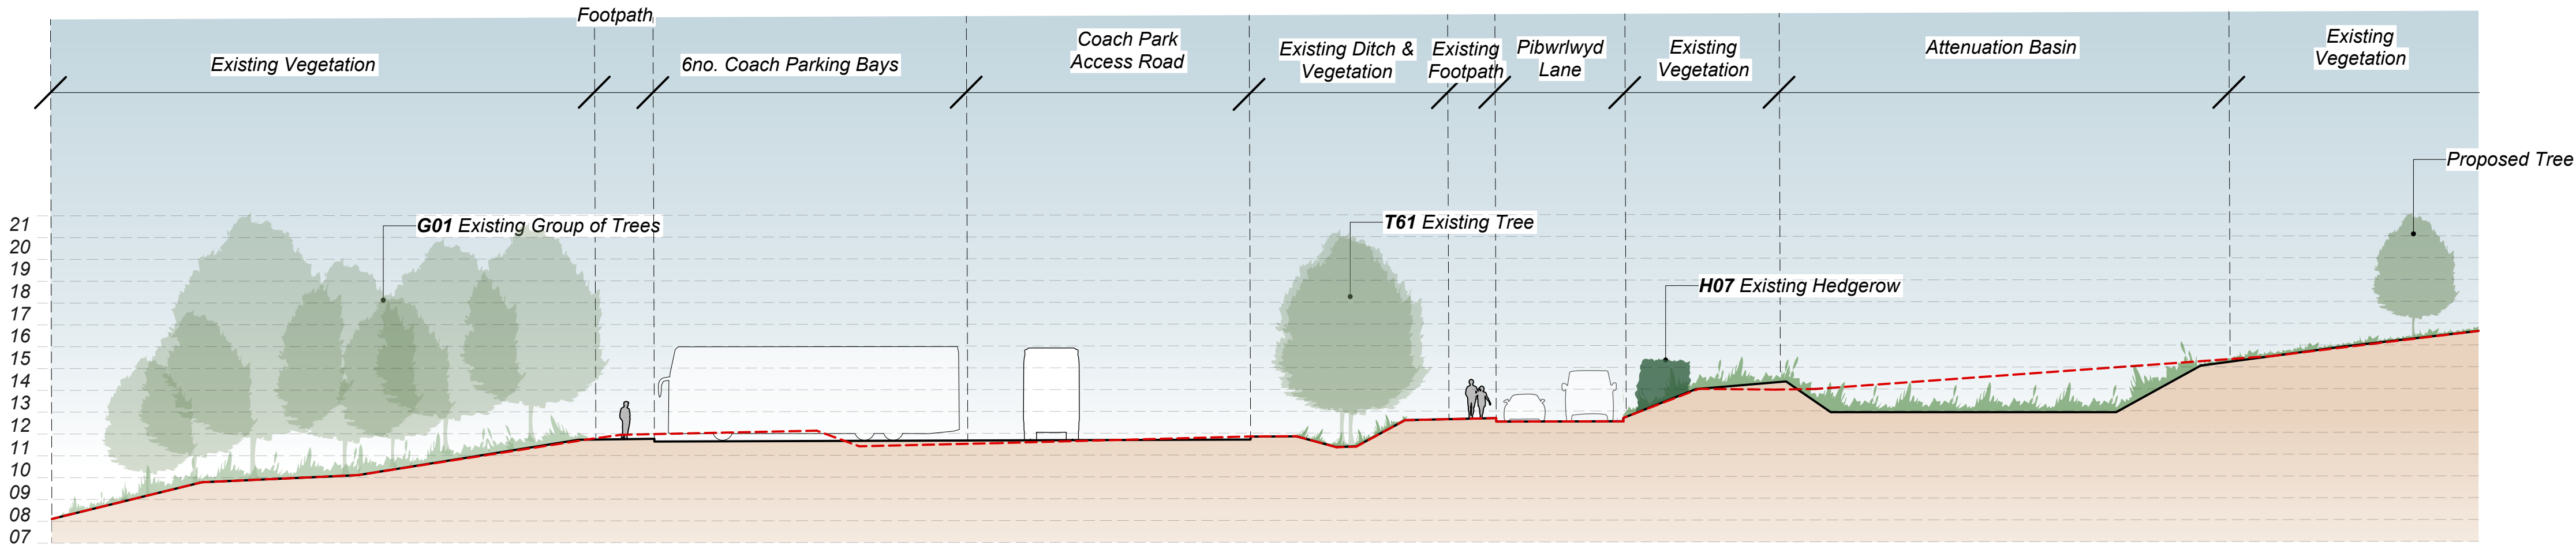 Footpath
Existing Vegetation
6no. Coach Parking Bays
Coach Park
Access Road
Existing Ditch &
Vegetation
Existing
Footpath
Pibwrlwyd
Lane
Existing
Vegetation
Attenuation Basin
Existing
Vegetation
Proposed Tree
G01 Existing Group of Trees
T61 Existing Tree
H07 Existing Hedgerow
21
20
19
18
17
16
15
14
13
12
11
10
09
08
07